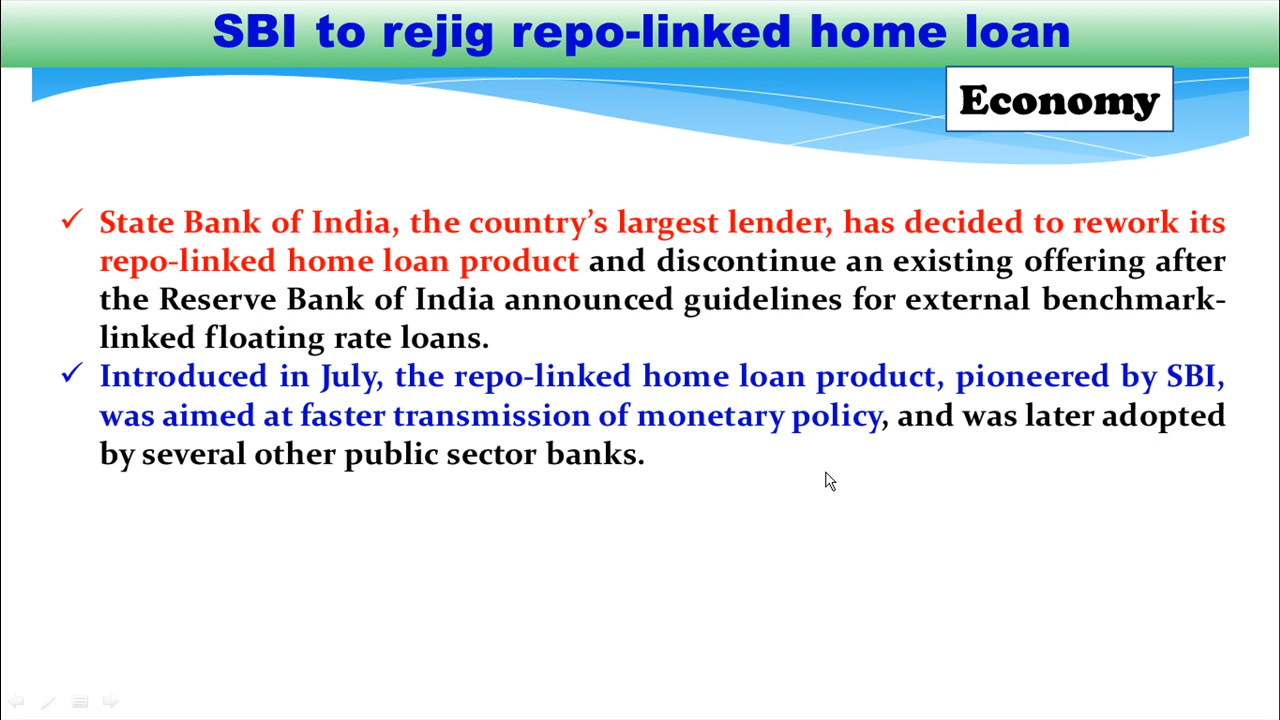 SBI to rejig repo-linked home loan
Economy
✓ State Bank of India, the country’s largest lender, has decided to rework its
repo-linked home loan product and discontinue an existing offering after
the Reserve Bank of India announced guidelines for external benchmark-
linked floating rate loans.
✓ Introduced in July, the repo-linked home loan product, pioneered by SBI,
was aimed at faster transmission of monetary policy, and was later adopted
by several other public sector banks.